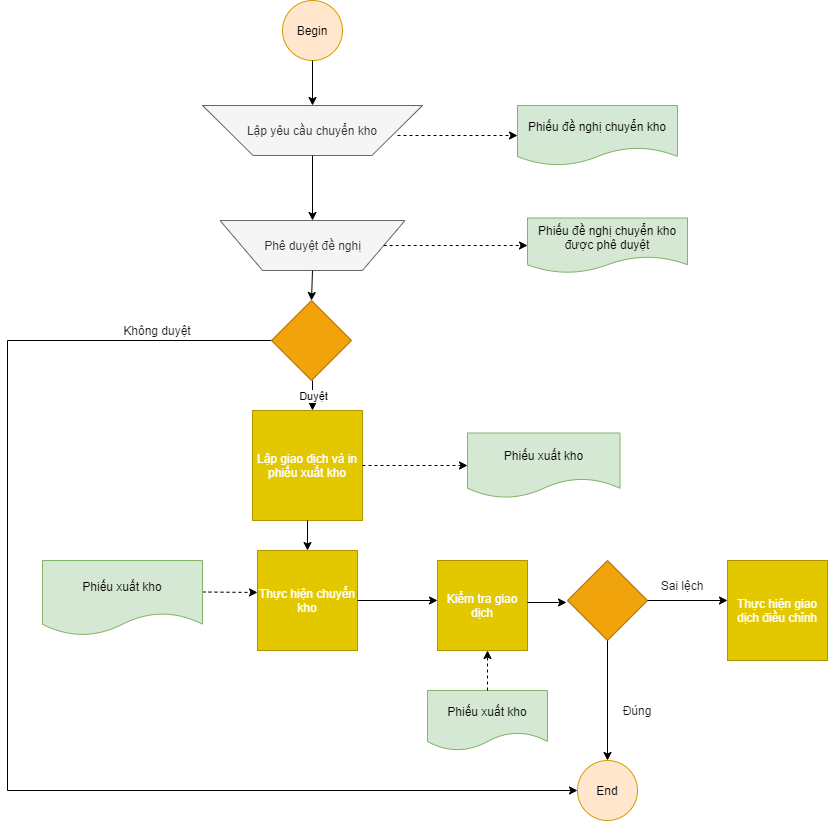 Begin
Lập yêu cầu chuyển kho
Phiếu đề nghị chuyển kho
Phê duyệt đề nghị
Phiếu đề nghị chuyển kho
được phê duyệt
Không duyệt
Duyệt
Lập giao dịch và in
phiếu xuất kho
Phiếu xuất kho
Phiếu xuất kho
Thực hiện chuyển
kho
Kiểm tra giao
dịch
Sai lệch
Thực hiện giao
dịch điều chỉnh
Phiếu xuất kho
Đúng
End